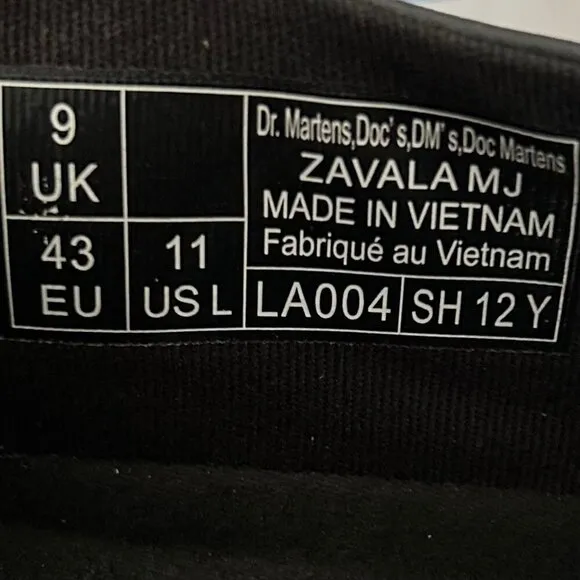 9
UK
43
EU
11
US L
Dr. Martens,Doc's,DM's,Doc Martens
ZAVALA MJ
MADE IN VIETNAM
Fabriqué au Vietnam
LA004
SH 12 Y